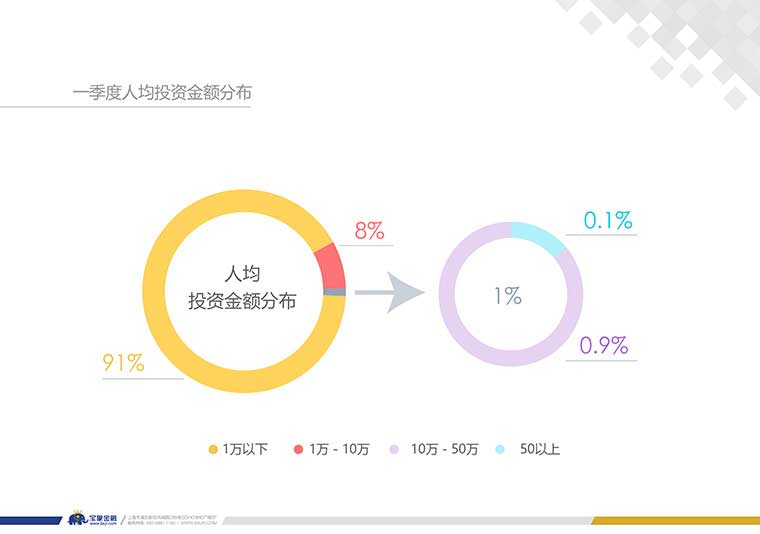 一季度人均投资金额分布
8%
0.1%
人均
投资金额分布
1%
0.9%
91%
1万以下
1万 - 10万
10万 - 50万
50以上
宝象金融